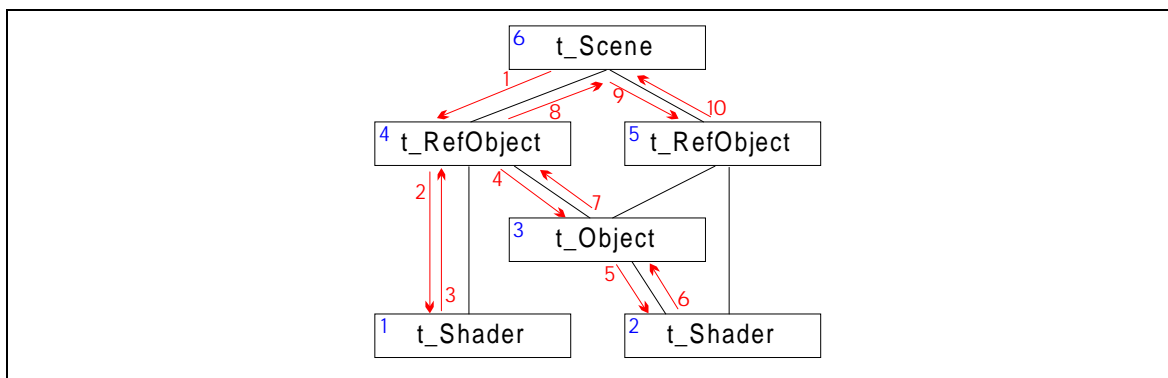 6 t_Scene
1
8 9 10
4 t_RefObject
5 t_RefObject
2 4 7
3 t_Object
5 6
3
1 t_Shader
2 t_Shader